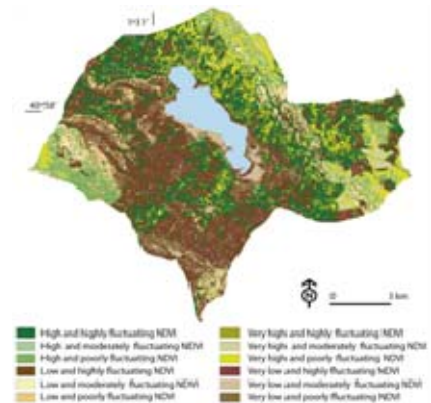 40°58'
N
0 3 km
High and highly fluctuating NDVI
High and moderately fluctuating NDVI
High and poorly fluctuating NDVI
Low and highly fluctuating NDVI
Low and moderately fluctuating NDVI
Low and poorly fluctuating NDVI
Very high and highly fluctuating NDVI
Very high and moderately fluctuating NDVI
Very high and poorly fluctuating NDVI
Very low and highly fluctuating NDVI
Very low and moderately fluctuating NDVI
Very low and poorly fluctuating NDVI